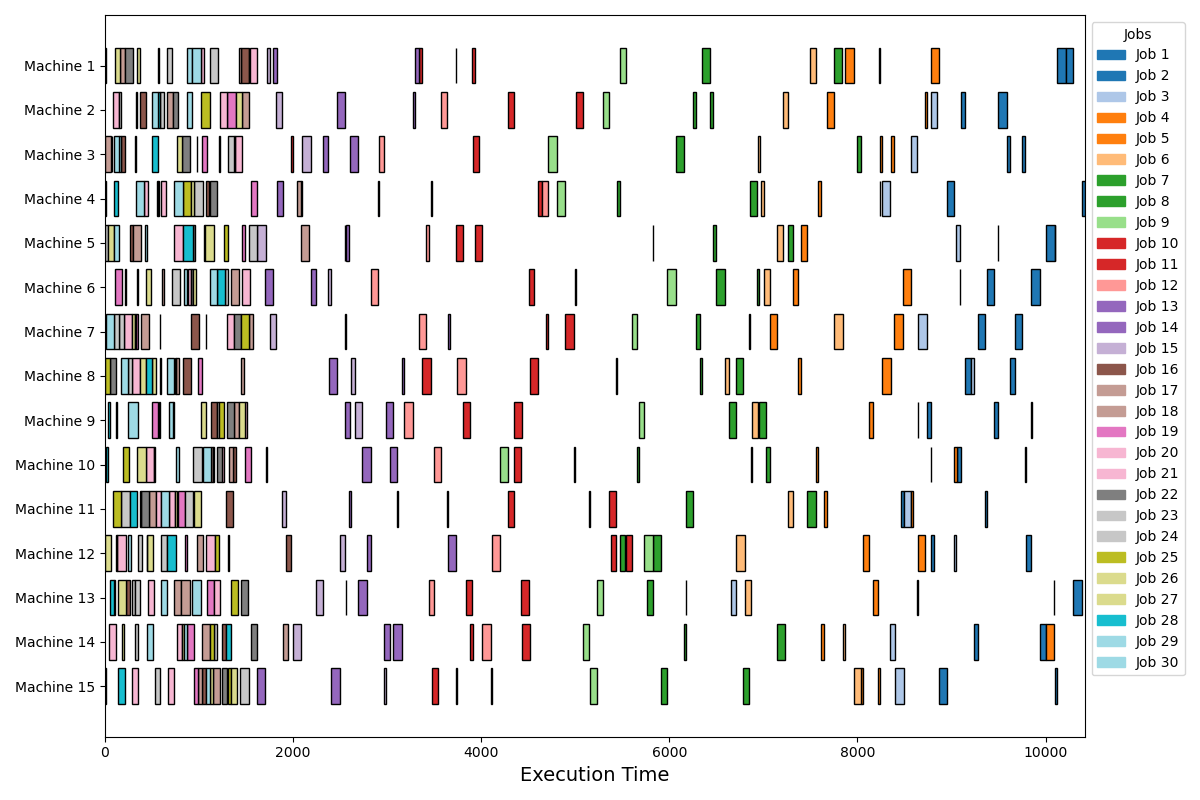 Machine 1
Machine 2
Machine 3
Machine 4
Machine 5
Machine 6
Machine 7
Machine 8
Machine 9
Machine 10
Machine 11
Machine 12
Machine 13
Machine 14
Machine 15
0 2000 4000 6000 8000 10000
Execution Time
Jobs
Job 1
Job 2
Job 3
Job 4
Job 5
Job 6
Job 7
Job 8
Job 9
Job 10
Job 11
Job 12
Job 13
Job 14
Job 15
Job 16
Job 17
Job 18
Job 19
Job 20
Job 21
Job 22
Job 23
Job 24
Job 25
Job 26
Job 27
Job 28
Job 29
Job 30